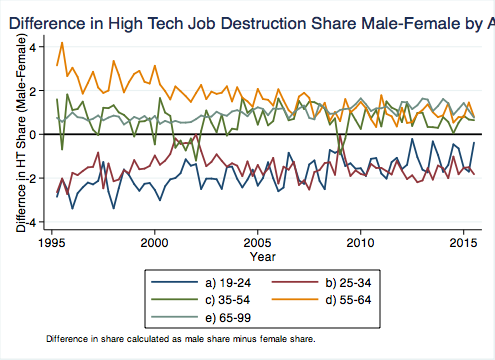 Difference in High Tech Job Destruction Share Male-Female by A
Differnece in HT Share (Male-Female)
4
2
0
-2
-4
1995 2000 2005 2010 2015
Year
a) 19-24 b) 25-34
c) 35-54 d) 55-64
e) 65-99
Difference in share calculated as male share minus female share.